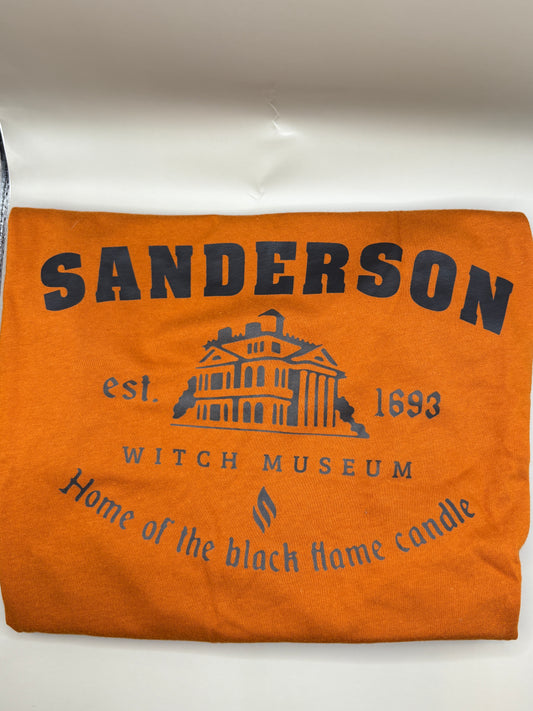 SANDERSON
est. 1693
WITCH MUSEUM
Home of the black flame candle